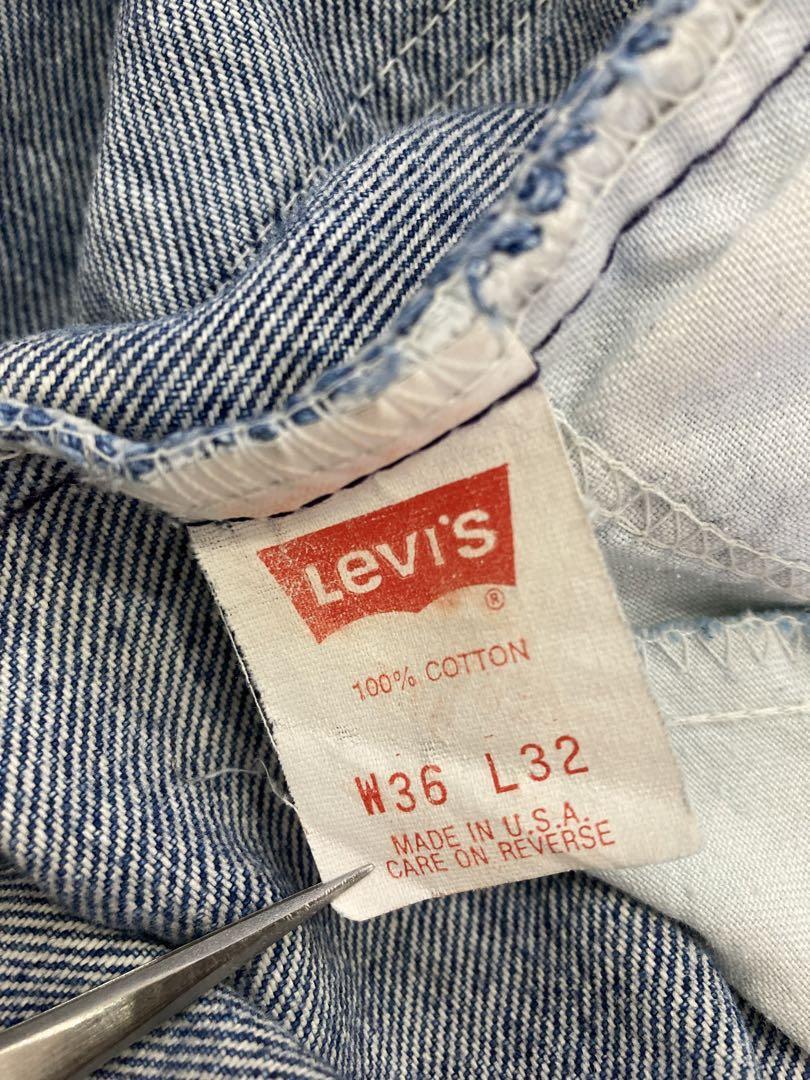 Levi's
®
100% COTTON
W36 L32
MADE IN U.S.A.
CARE ON REVERSE